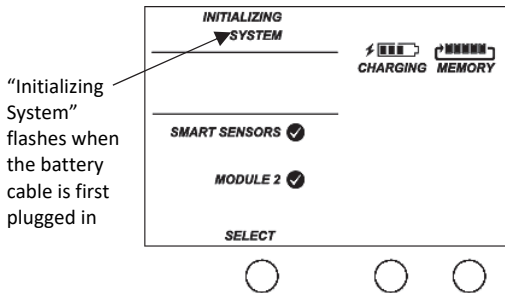 INITIALIZING
SYSTEM
CHARGING MEMORY
“Initializing
System”
flashes when
the battery
cable is first
plugged in
SMART SENSORS
MODULE 2
SELECT